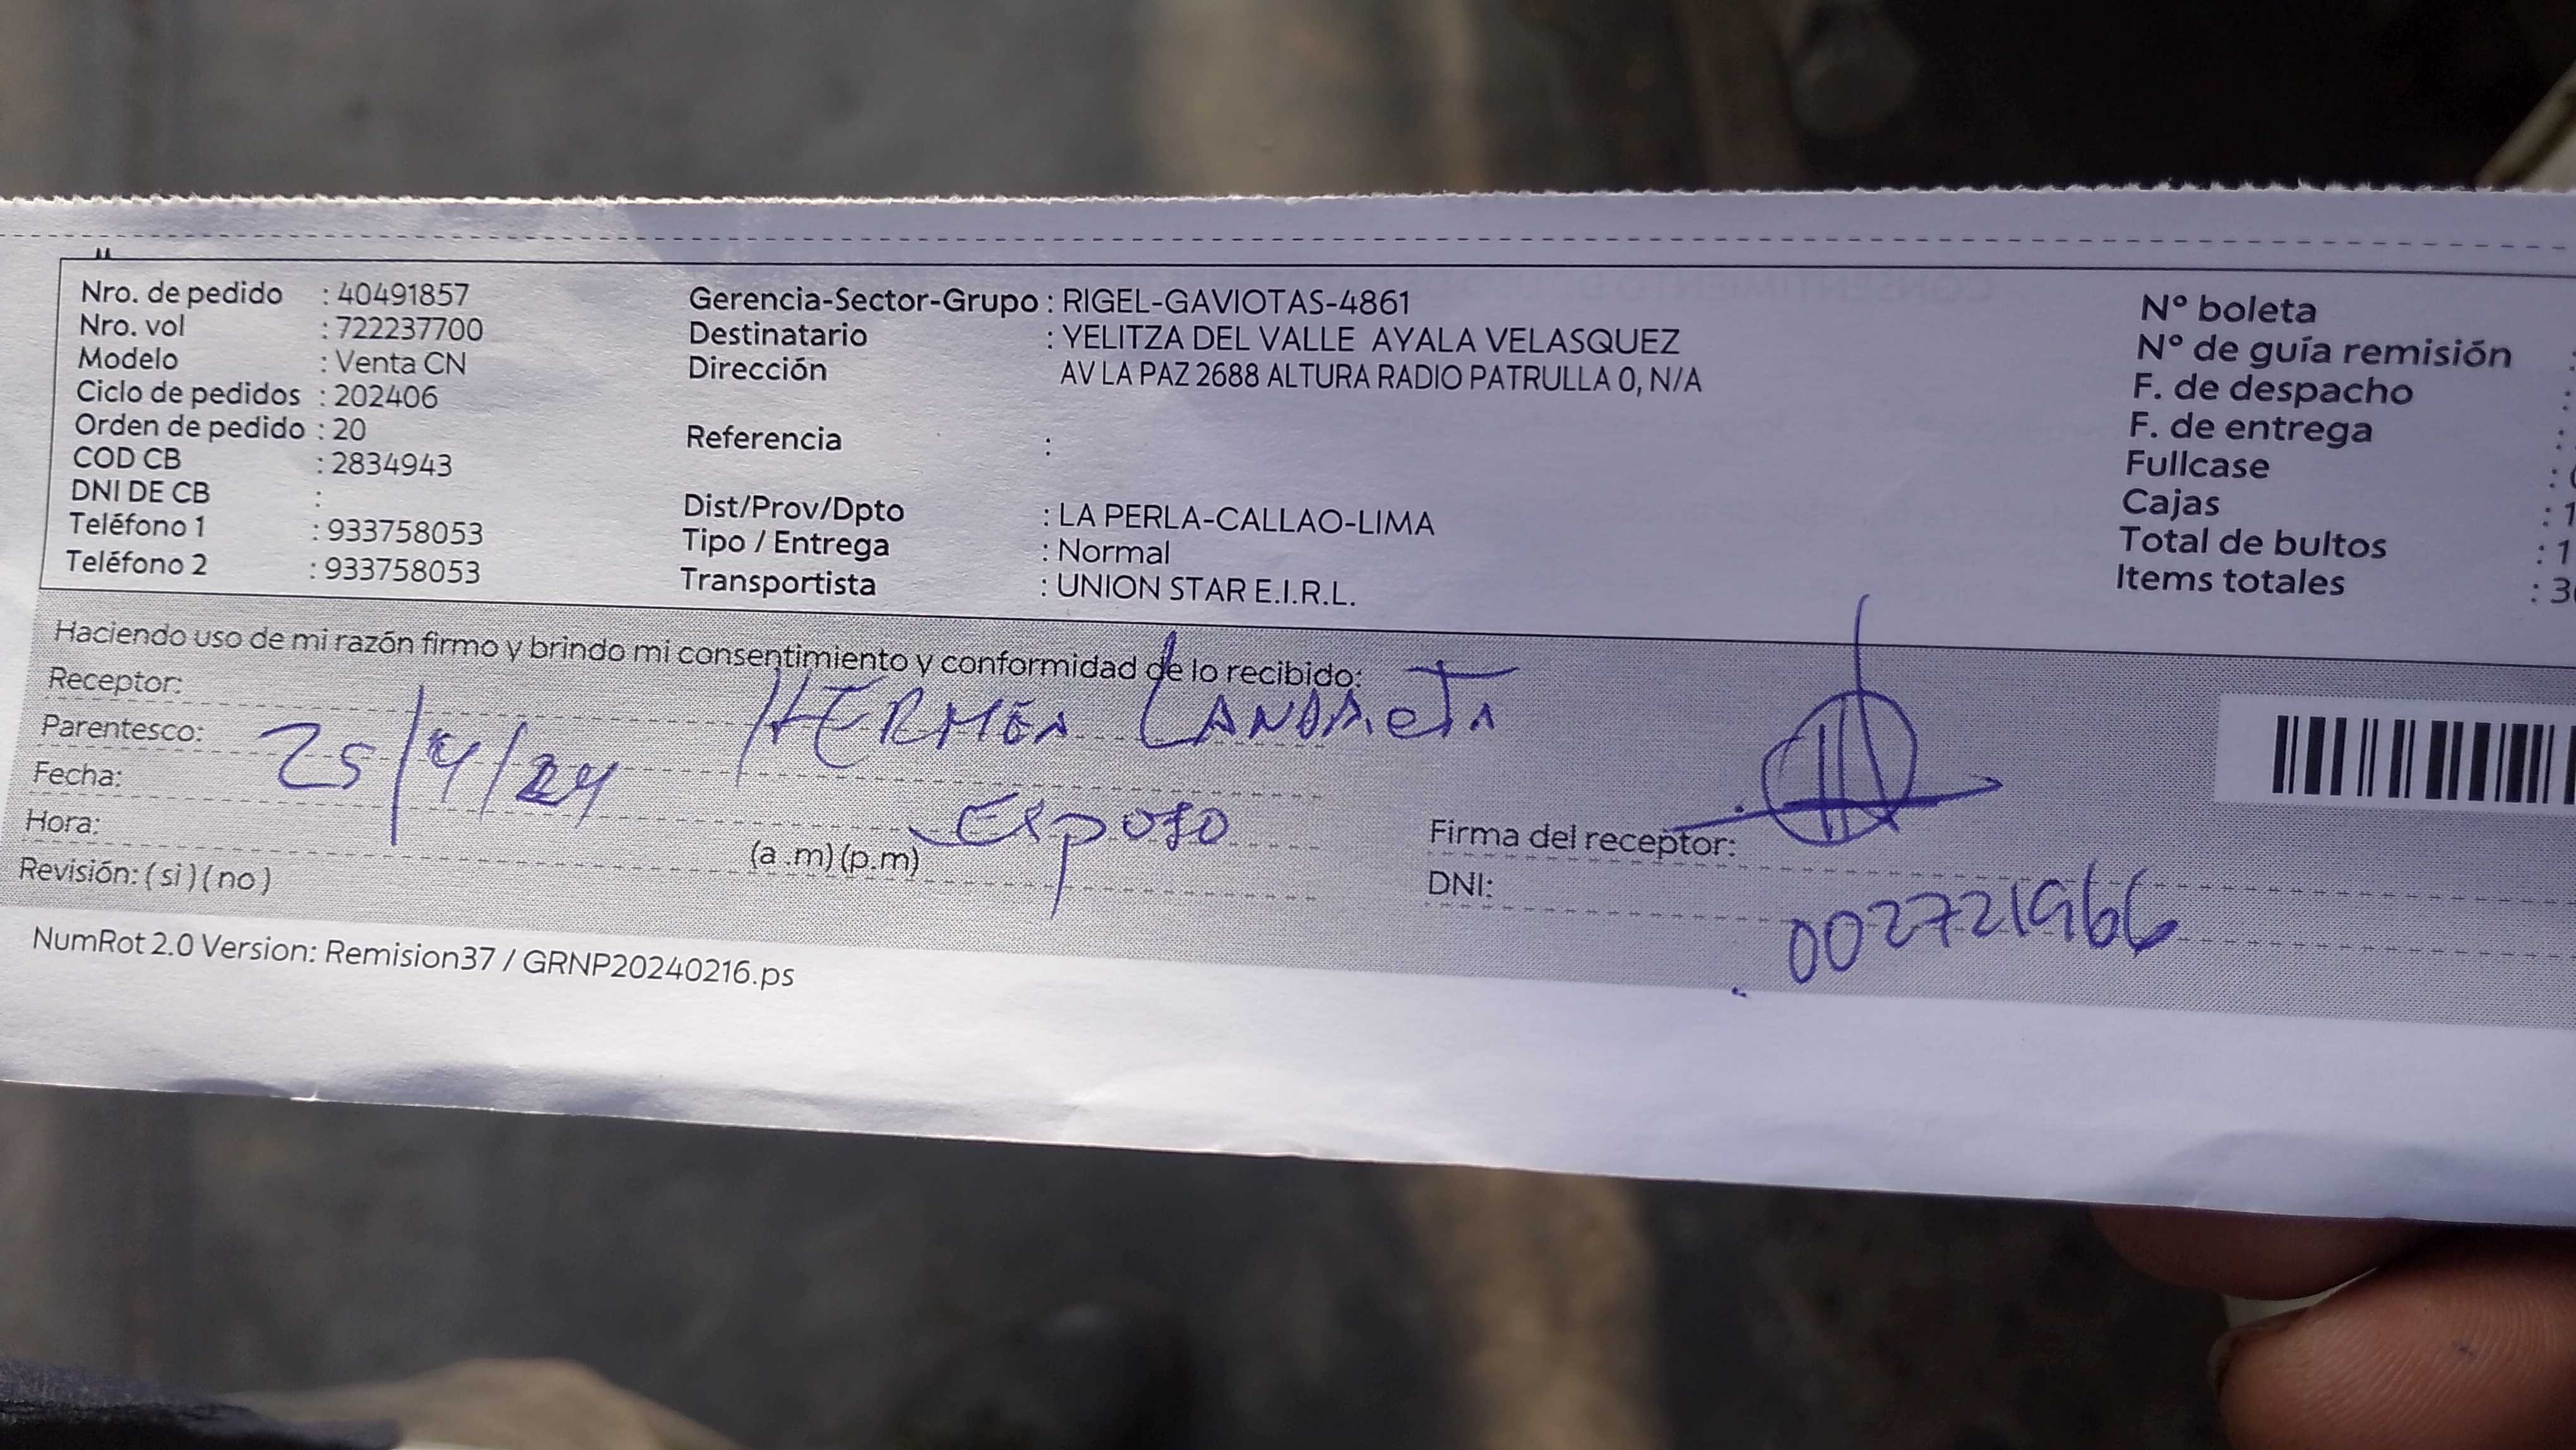 Nro. de pedido : 40491857
Nro. vol : 722237700
Modelo : Venta CN
Ciclo de pedidos : 202406
Orden de pedido : 20
COD CB : 2834943
DNI DE CB :
Teléfono 1 : 933758053
Teléfono 2 : 933758053
Gerencia-Sector-Grupo : RIGEL-GAVIOTAS-4861
Destinatario : YELITZA DEL VALLE AYALA VELASQUEZ
Dirección AV LA PAZ 2688 ALTURA RADIO PATRULLA 0, N/A
Referencia :
Dist/Prov/Dpto : LA PERLA-CALLAO-LIMA
Tipo / Entrega : Normal
Transportista : UNION STAR E.I.R.L.
N° boleta
N° de guía remisión :
F. de despacho :
F. de entrega :
Fullcase :
Cajas : 1
Total de bultos : 1
Items totales : 3
Haciendo uso de mi razón firmo y brindo mi consentimiento y conformidad de lo recibido:
Receptor:
Parentesco:
Fecha: 25/4/24
Esposo
Hora: (a .m) (p.m)
Revisión: ( si ) ( no )
Firma del receptor:
DNI: 002721966
NumRot 2.0 Version: Remision37 / GRNP20240216.ps